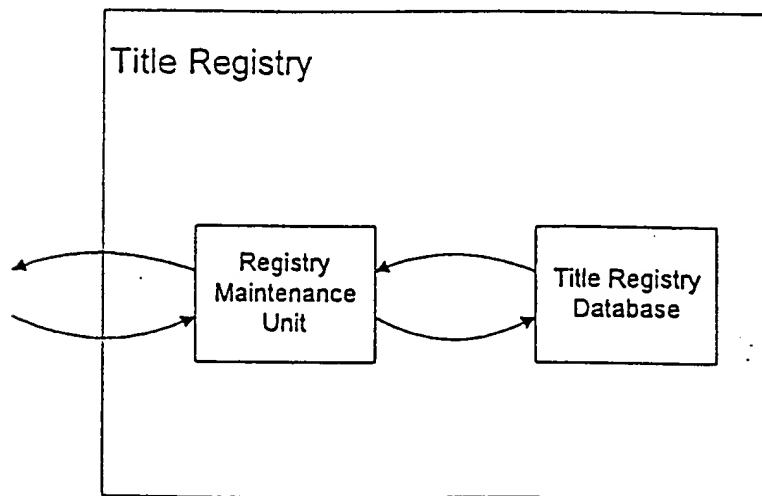 Title Registry
Registry
Maintenance
Unit
Title Registry
Database